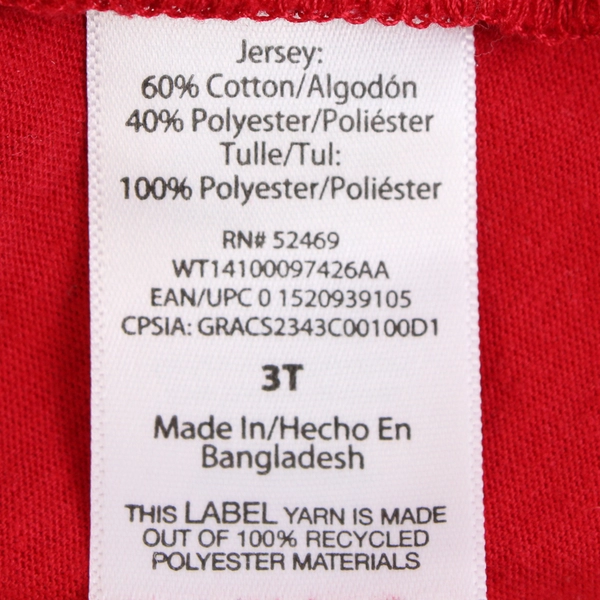 Jersey:
60% Cotton/Algodón
40% Polyester/Poliéster
Tulle/Tul:
100% Polyester/Poliéster
RN# 52469
WT14100097426AA
EAN/UPC 0 1520939105
CPSIA: GRACS2343C00100D1
3T
Made In/Hecho En
Bangladesh
THIS LABEL YARN IS MADE
OUT OF 100% RECYCLED
POLYESTER MATERIALS